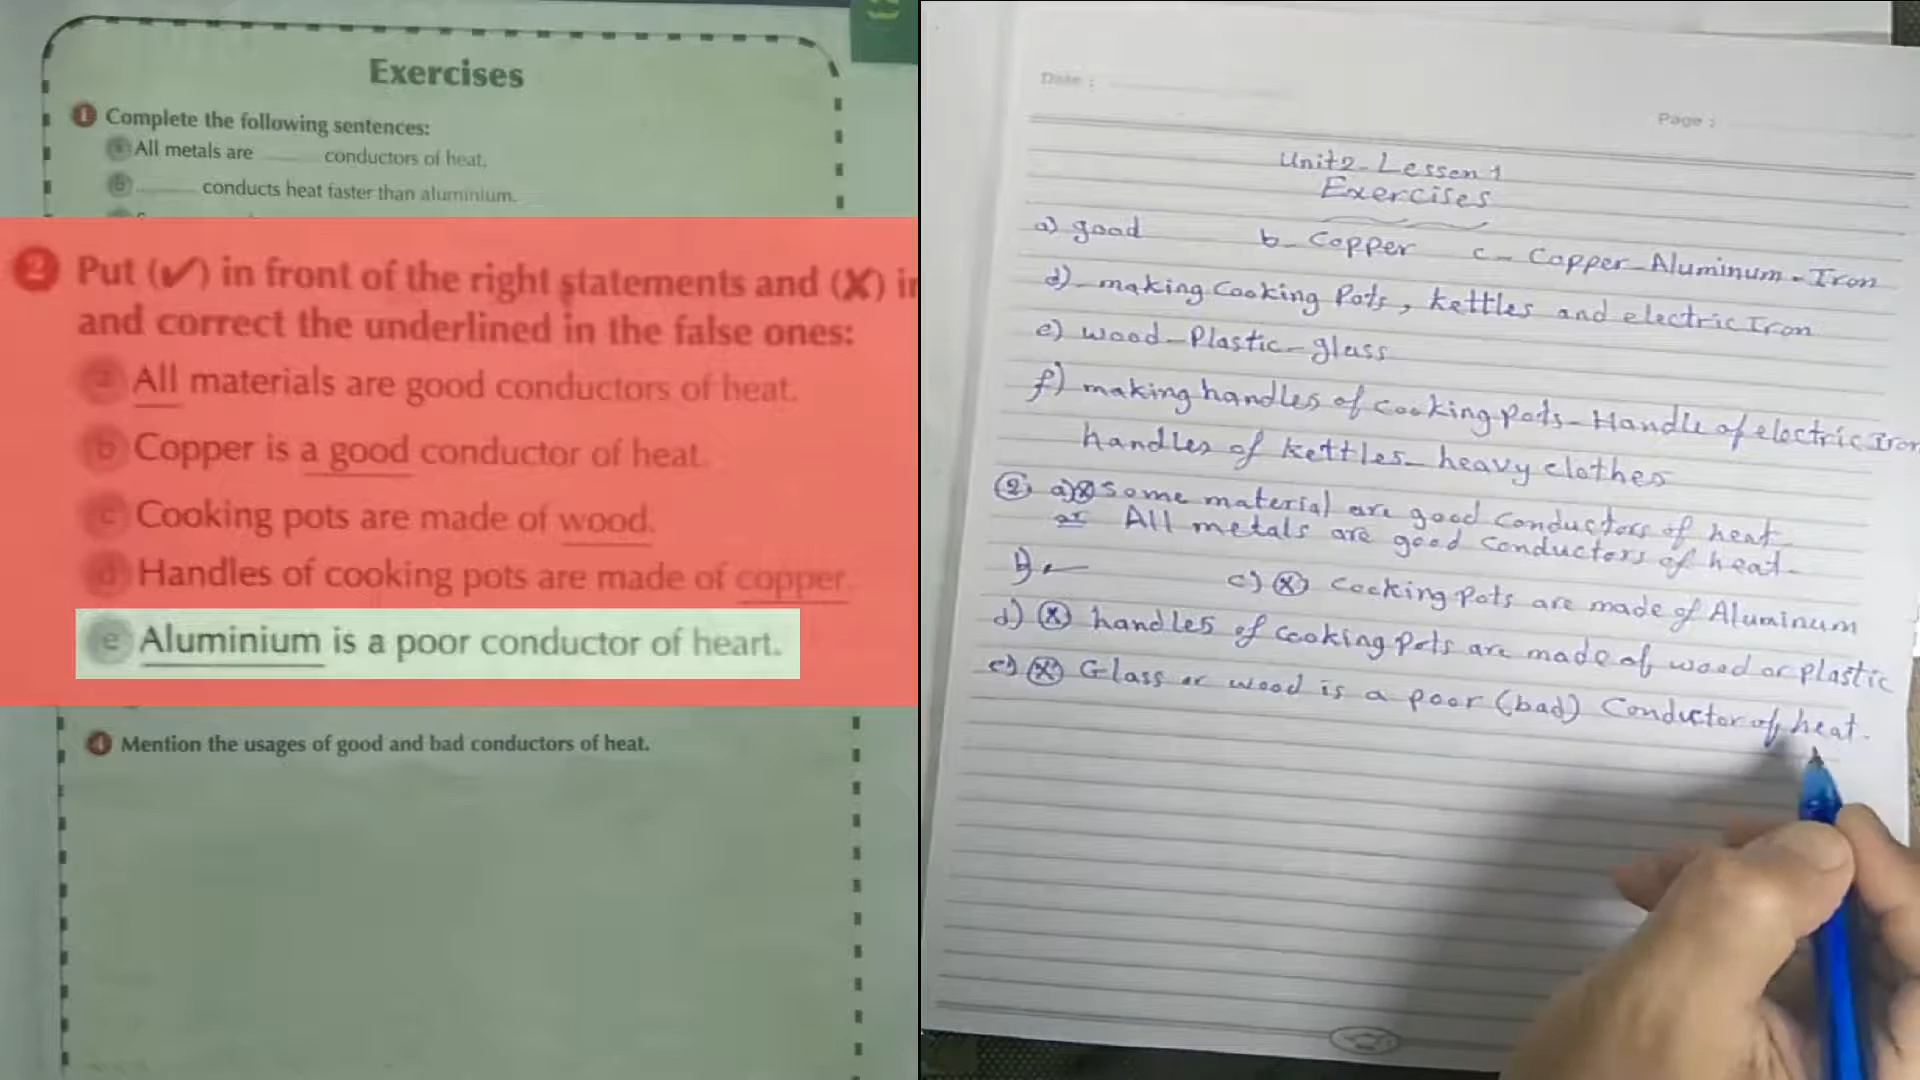 Exercises
1 Complete the following sentences:
a All metals are ........ conductors of heat.
b ........ conducts heat faster than aluminium.
2 Put (✔) in front of the right statements and (X) in
and correct the underlined in the false ones:
a All materials are good conductors of heat.
b Copper is a good conductor of heat.
c Cooking pots are made of wood.
d Handles of cooking pots are made of copper.
e Aluminium is a poor conductor of heart.
4 Mention the usages of good and bad conductors of heat.
Date :
Page :
Unit2-Lesson 1
Exercises
a) good b- Copper c- Copper-Aluminum-Iron
d)- making Cooking Pots, kettles and electric Iron
e) wood-Plastic-glass
f) making handles of cooking pots-Handle of electric Iron
handles of kettles- heavy clothes
2 a) X some material are good conductors of heat-
or All metals are good conductors of heat-
b) ✓ c) X Cooking Pots are made of Aluminum
d) X handles of cooking Pots are made of wood or plastic
e) X Glass or wood is a poor (bad) Conductor of heat.